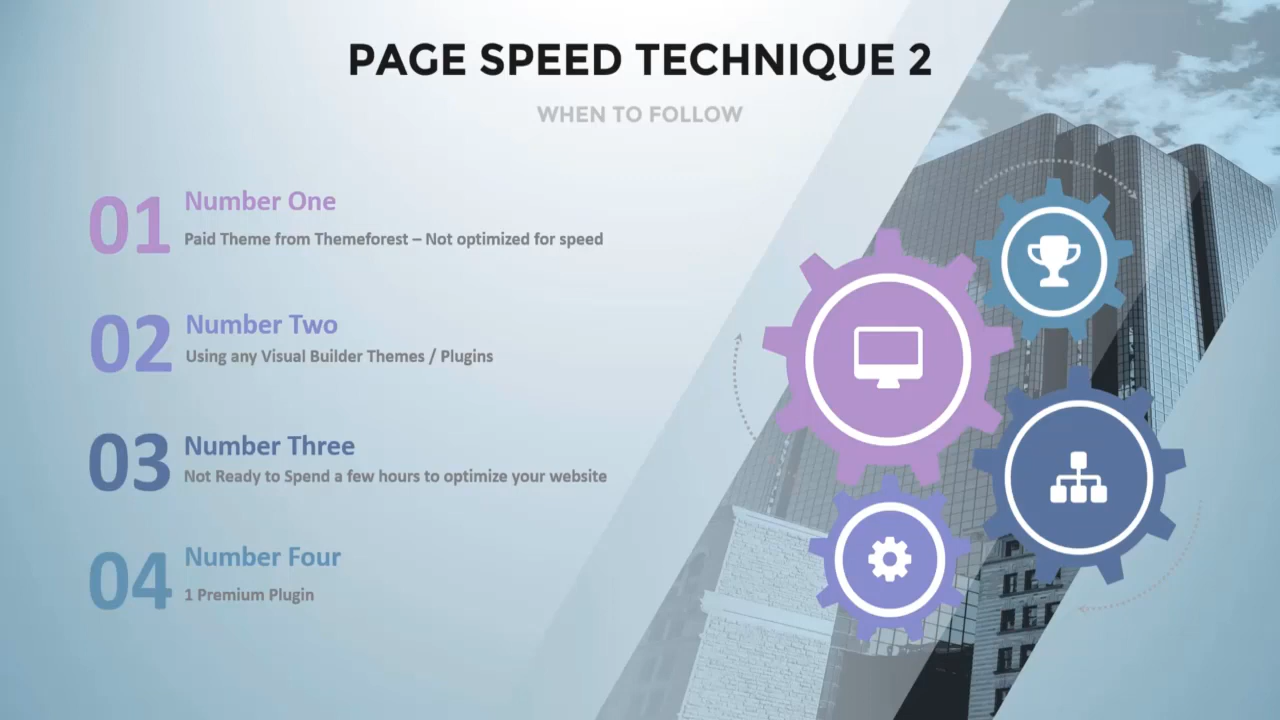 PAGE SPEED TECHNIQUE 2
WHEN TO FOLLOW
01
Number One
Paid Theme from Themeforest – Not optimized for speed
02
Number Two
Using any Visual Builder Themes / Plugins
03
Number Three
Not Ready to Spend a few hours to optimize your website
04
Number Four
1 Premium Plugin